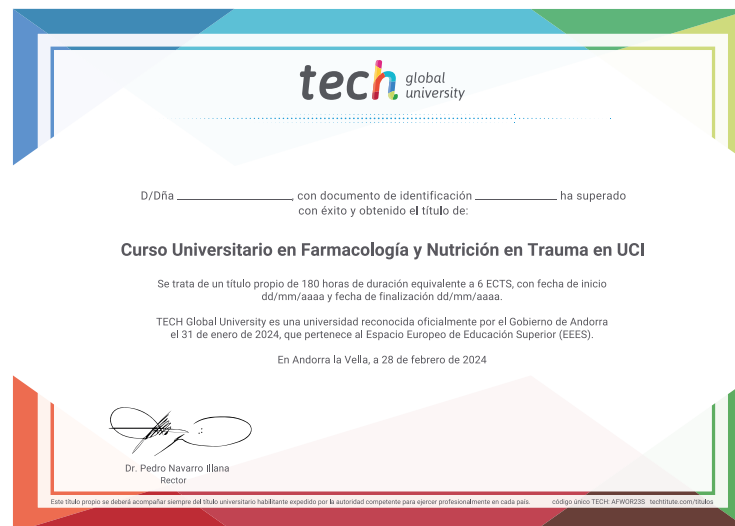 tech global university
D/Dña ____________, con documento de identificación ____________ ha superado
con éxito y obtenido el título de:
Curso Universitario en Farmacología y Nutrición en Trauma en UCI
Se trata de un título propio de 180 horas de duración equivalente a 6 ECTS, con fecha de inicio
dd/mm/aaaa y fecha de finalización dd/mm/aaaa.
TECH Global University es una universidad reconocida oficialmente por el Gobierno de Andorra
el 31 de enero de 2024, que pertenece al Espacio Europeo de Educación Superior (EEES).
En Andorra la Vella, a 28 de febrero de 2024
Dr. Pedro Navarro Illana
Rector
Este título propio se deberá acompañar siempre del título universitario habilitante expedido por la autoridad competente para ejercer profesionalmente en cada país. código único TECH: AFWOR23S techtitute.com/titulos